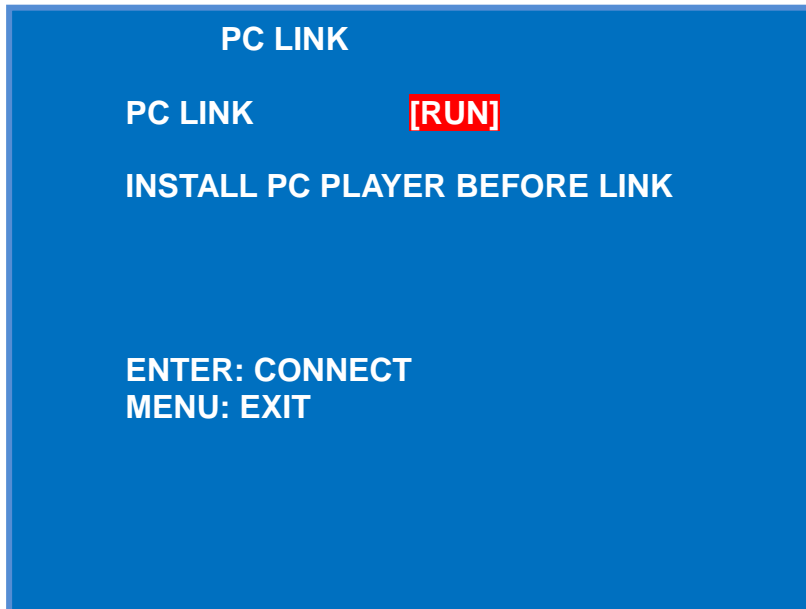 PC LINK
PC LINK [RUN]
INSTALL PC PLAYER BEFORE LINK
ENTER: CONNECT
MENU: EXIT